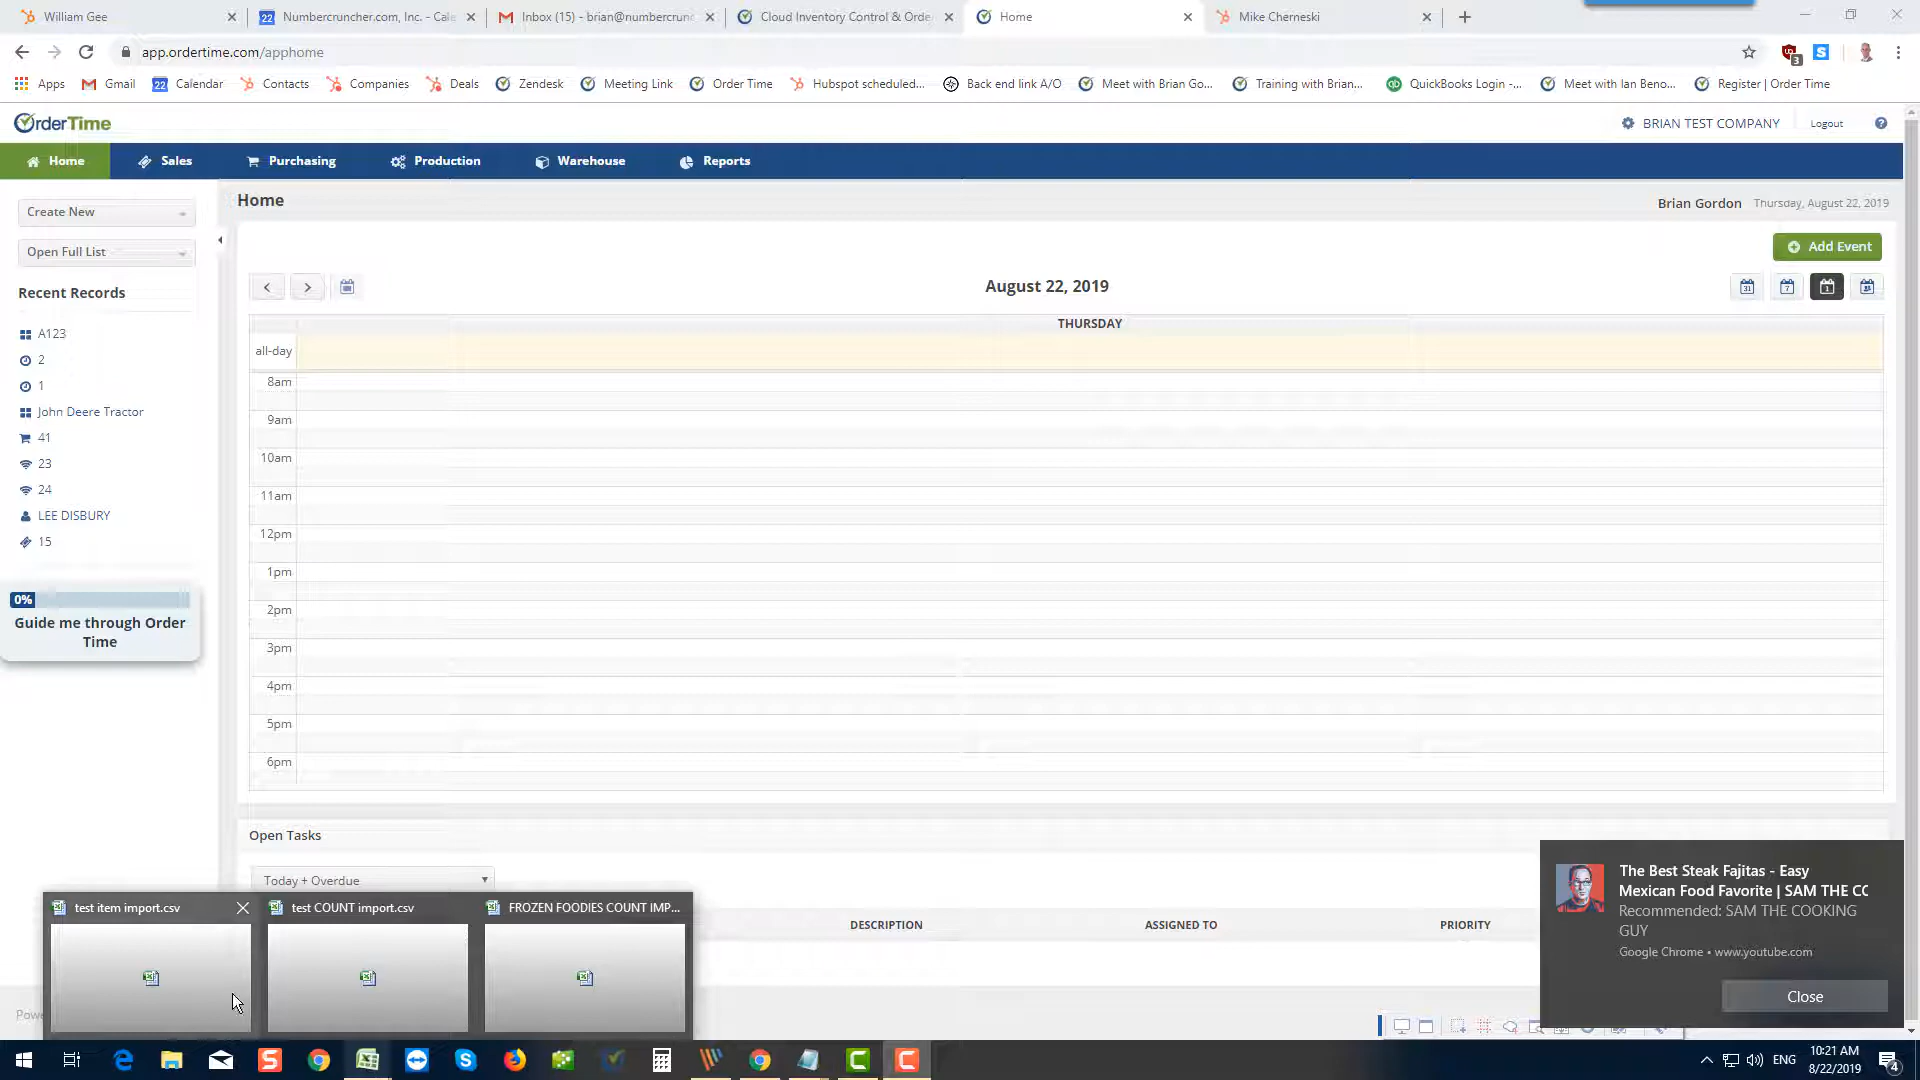 William Gee
Numbercruncher.com, Inc. - Cale
Inbox (15) - brian@numbercrunc
Cloud Inventory Control & Orde
Home
Mike Cherneski
app.ordertime.com/apphome
3
Apps
Gmail
Calendar
Contacts
Companies
Deals
Zendesk
Meeting Link
Order Time
Hubspot scheduled...
Back end link A/O
Meet with Brian Go...
Training with Brian...
QuickBooks Login -...
Meet with Ian Beno...
Register | Order Time
OrderTime
BRIAN TEST COMPANY
Logout
Home
Sales
Purchasing
Production
Warehouse
Reports
Create New
Open Full List
Recent Records
A123
2
1
John Deere Tractor
41
23
24
LEE DISBURY
15
0%
Guide me through Order
Time
Home
Brian Gordon
Thursday, August 22, 2019
Add Event
August 22, 2019
31
7
1
THURSDAY
all-day
8am
9am
10am
11am
12pm
1pm
2pm
3pm
4pm
5pm
6pm
Open Tasks
Today + Overdue
DESCRIPTION
ASSIGNED TO
PRIORITY
test item import.csv
test COUNT import.csv
FROZEN FOODIES COUNT IMP...
The Best Steak Fajitas - Easy
Mexican Food Favorite | SAM THE CC
Recommended: SAM THE COOKING
GUY
Google Chrome • www.youtube.com
Close
ENG
10:21 AM
8/22/2019
4